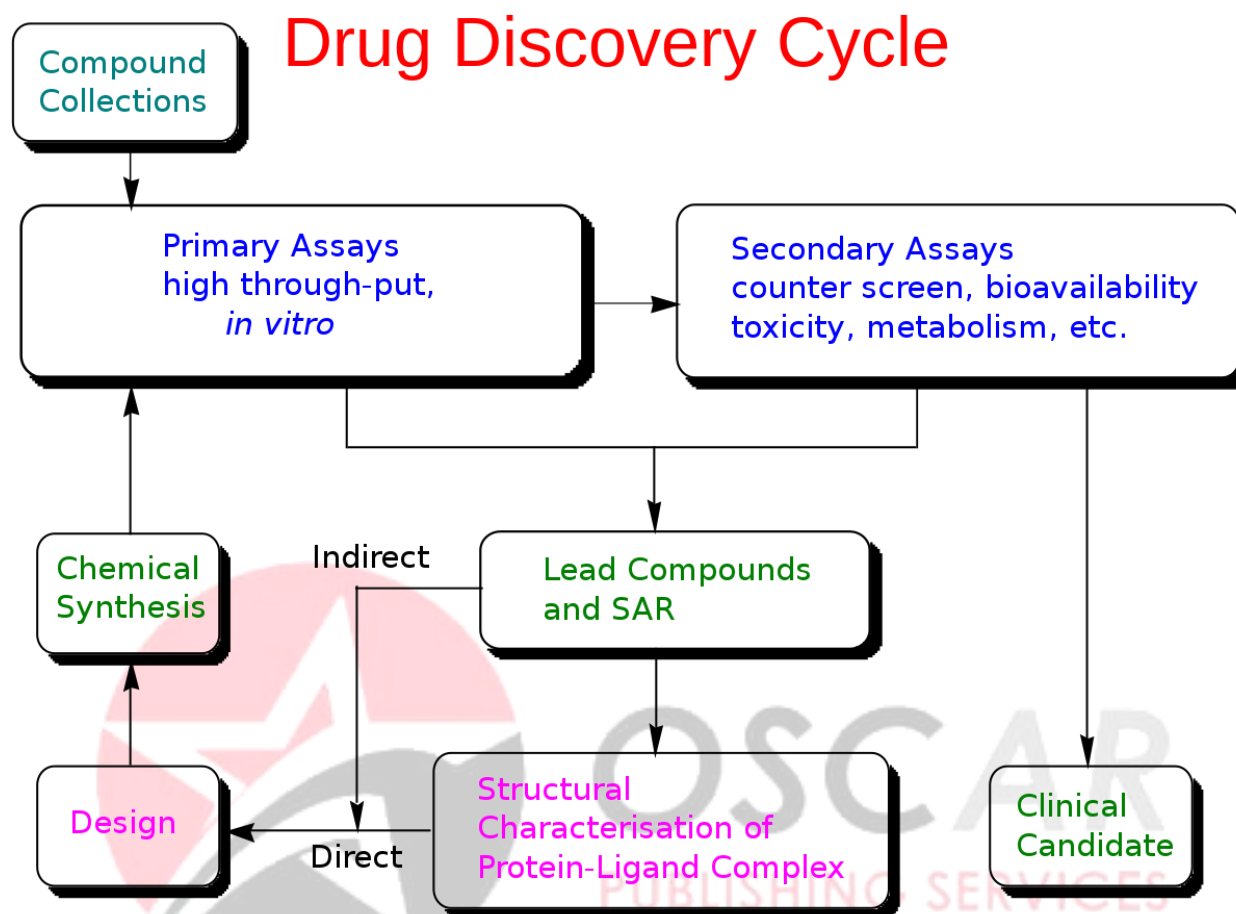 Drug Discovery Cycle
Compound
Collections
Primary Assays
high through-put,
in vitro
Secondary Assays
counter screen, bioavailability
toxicity, metabolism, etc.
Indirect
Lead Compounds
and SAR
Chemical
Synthesis
Design
Direct
Structural
Characterisation of
Protein-Ligand Complex
Clinical
Candidate
OSCAR
PUBLISHING SERVICES